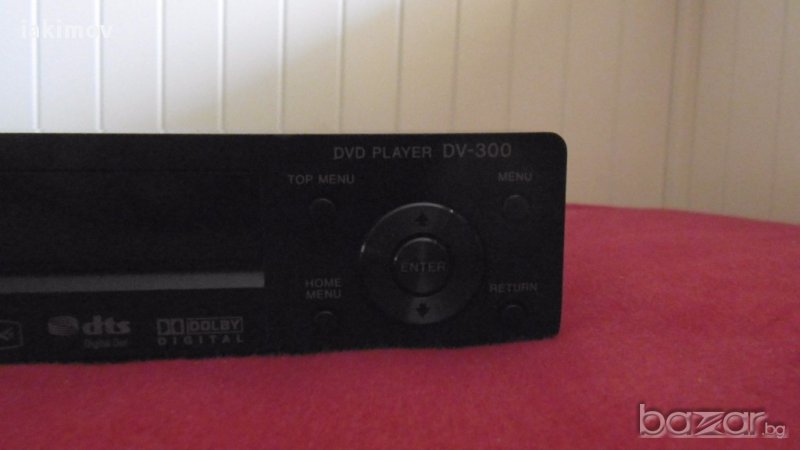 iakimov
DVD PLAYER DV-300
TOP MENU
MENU
ENTER
HOME
MENU
RETURN
dts
Digital Out
DOLBY
DIGITAL
bazar.bg